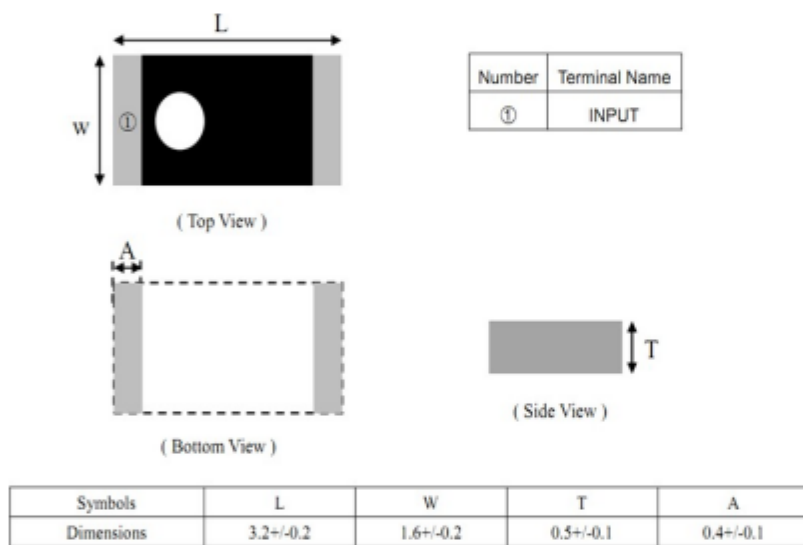 L
Number Terminal Name
① INPUT
W
①
( Top View )
A
T
( Side View )
( Bottom View )
Symbols L W T A
Dimensions 3.2+/-0.2 1.6+/-0.2 0.5+/-0.1 0.4+/-0.1